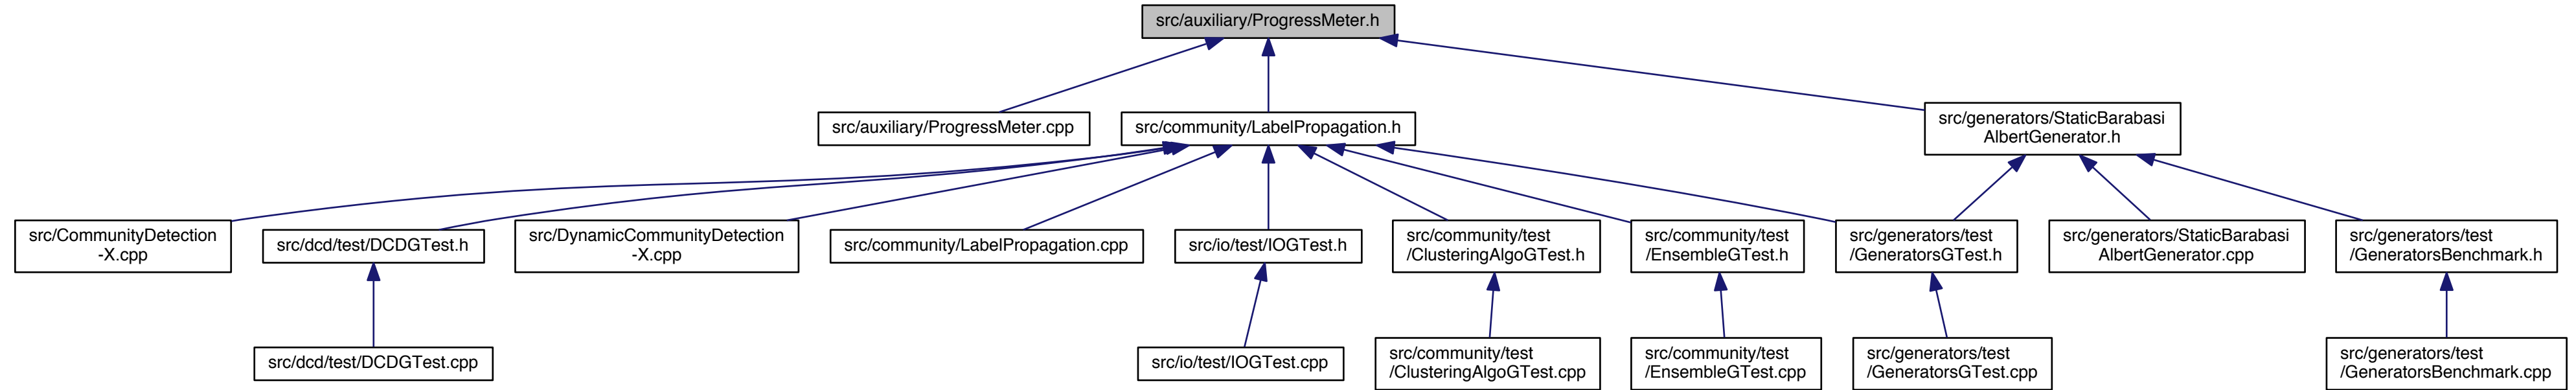 src/auxiliary/ProgressMeter.h
src/auxiliary/ProgressMeter.cpp
src/community/LabelPropagation.h
src/generators/StaticBarabasi
AlbertGenerator.h
src/CommunityDetection
-X.cpp
src/dcd/test/DCDGTest.h
src/DynamicCommunityDetection
-X.cpp
src/community/LabelPropagation.cpp
src/io/test/IOGTest.h
src/community/test
/ClusteringAlgoGTest.h
src/community/test
/EnsembleGTest.h
src/generators/test
/GeneratorsGTest.h
src/generators/StaticBarabasi
AlbertGenerator.cpp
src/generators/test
/GeneratorsBenchmark.h
src/dcd/test/DCDGTest.cpp
src/io/test/IOGTest.cpp
src/community/test
/ClusteringAlgoGTest.cpp
src/community/test
/EnsembleGTest.cpp
src/generators/test
/GeneratorsGTest.cpp
src/generators/test
/GeneratorsBenchmark.cpp